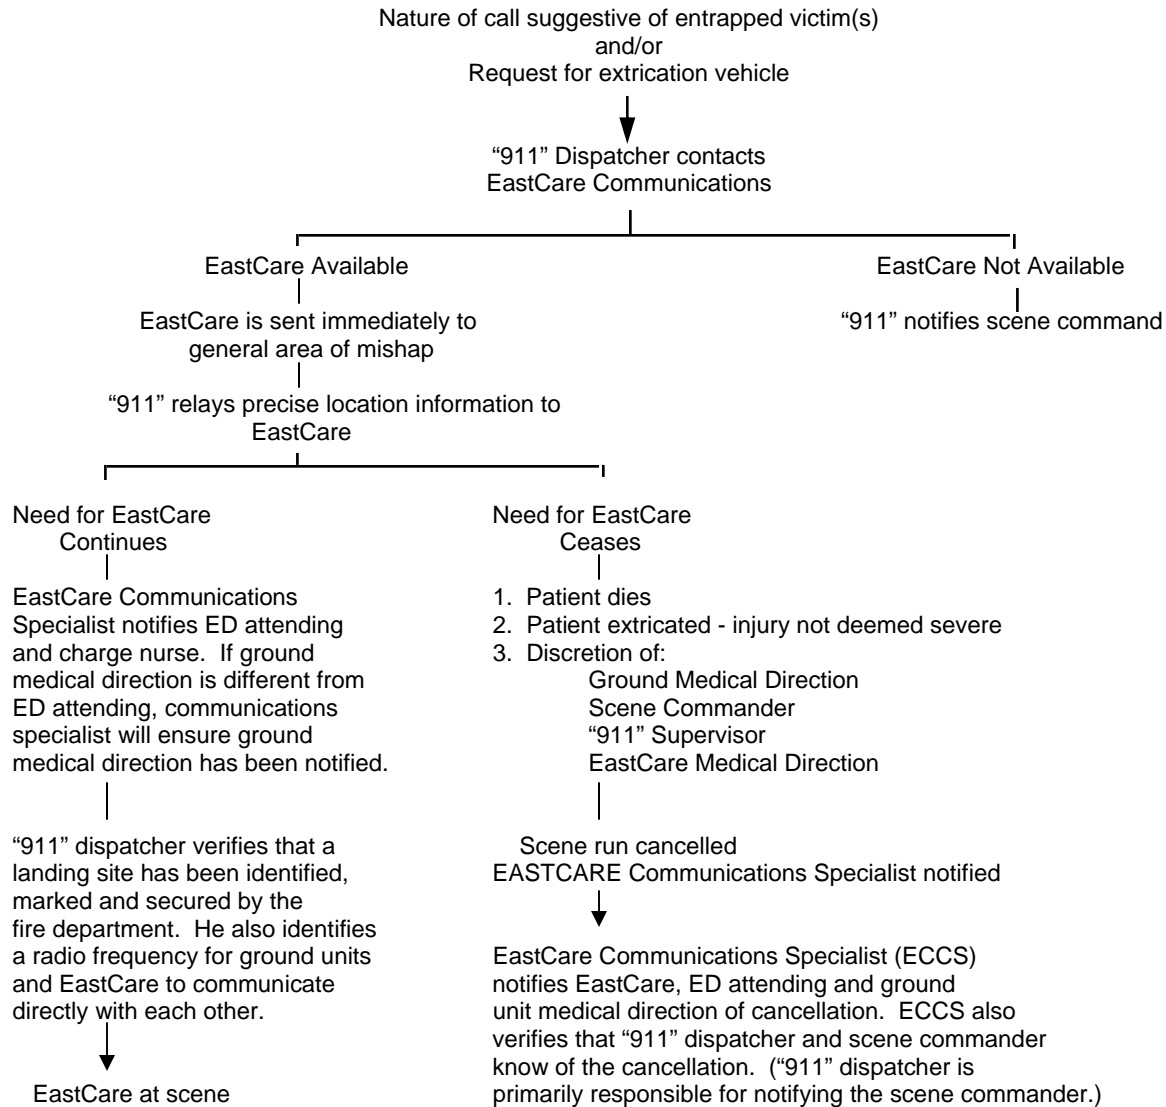 Nature of call suggestive of entrapped victim(s)
and/or
Request for extrication vehicle
“911” Dispatcher contacts
EastCare Communications
EastCare Available
EastCare Not Available
EastCare is sent immediately to
general area of mishap
“911” notifies scene command
“911” relays precise location information to
EastCare
Need for EastCare
Continues
EastCare Communications
Specialist notifies ED attending
and charge nurse.  If ground
medical direction is different from
ED attending, communications
specialist will ensure ground
medical direction has been notified.
“911” dispatcher verifies that a
landing site has been identified,
marked and secured by the
fire department.  He also identifies
a radio frequency for ground units
and EastCare to communicate
directly with each other.
EastCare at scene
Need for EastCare
Ceases
1.  Patient dies
2.  Patient extricated - injury not deemed severe
3.  Discretion of:
Ground Medical Direction
Scene Commander
“911” Supervisor
EastCare Medical Direction
Scene run cancelled
EASTCARE Communications Specialist notified
EastCare Communications Specialist (ECCS)
notifies EastCare, ED attending and ground
unit medical direction of cancellation.  ECCS also
verifies that “911” dispatcher and scene commander
know of the cancellation.  (“911” dispatcher is
primarily responsible for notifying the scene commander.)